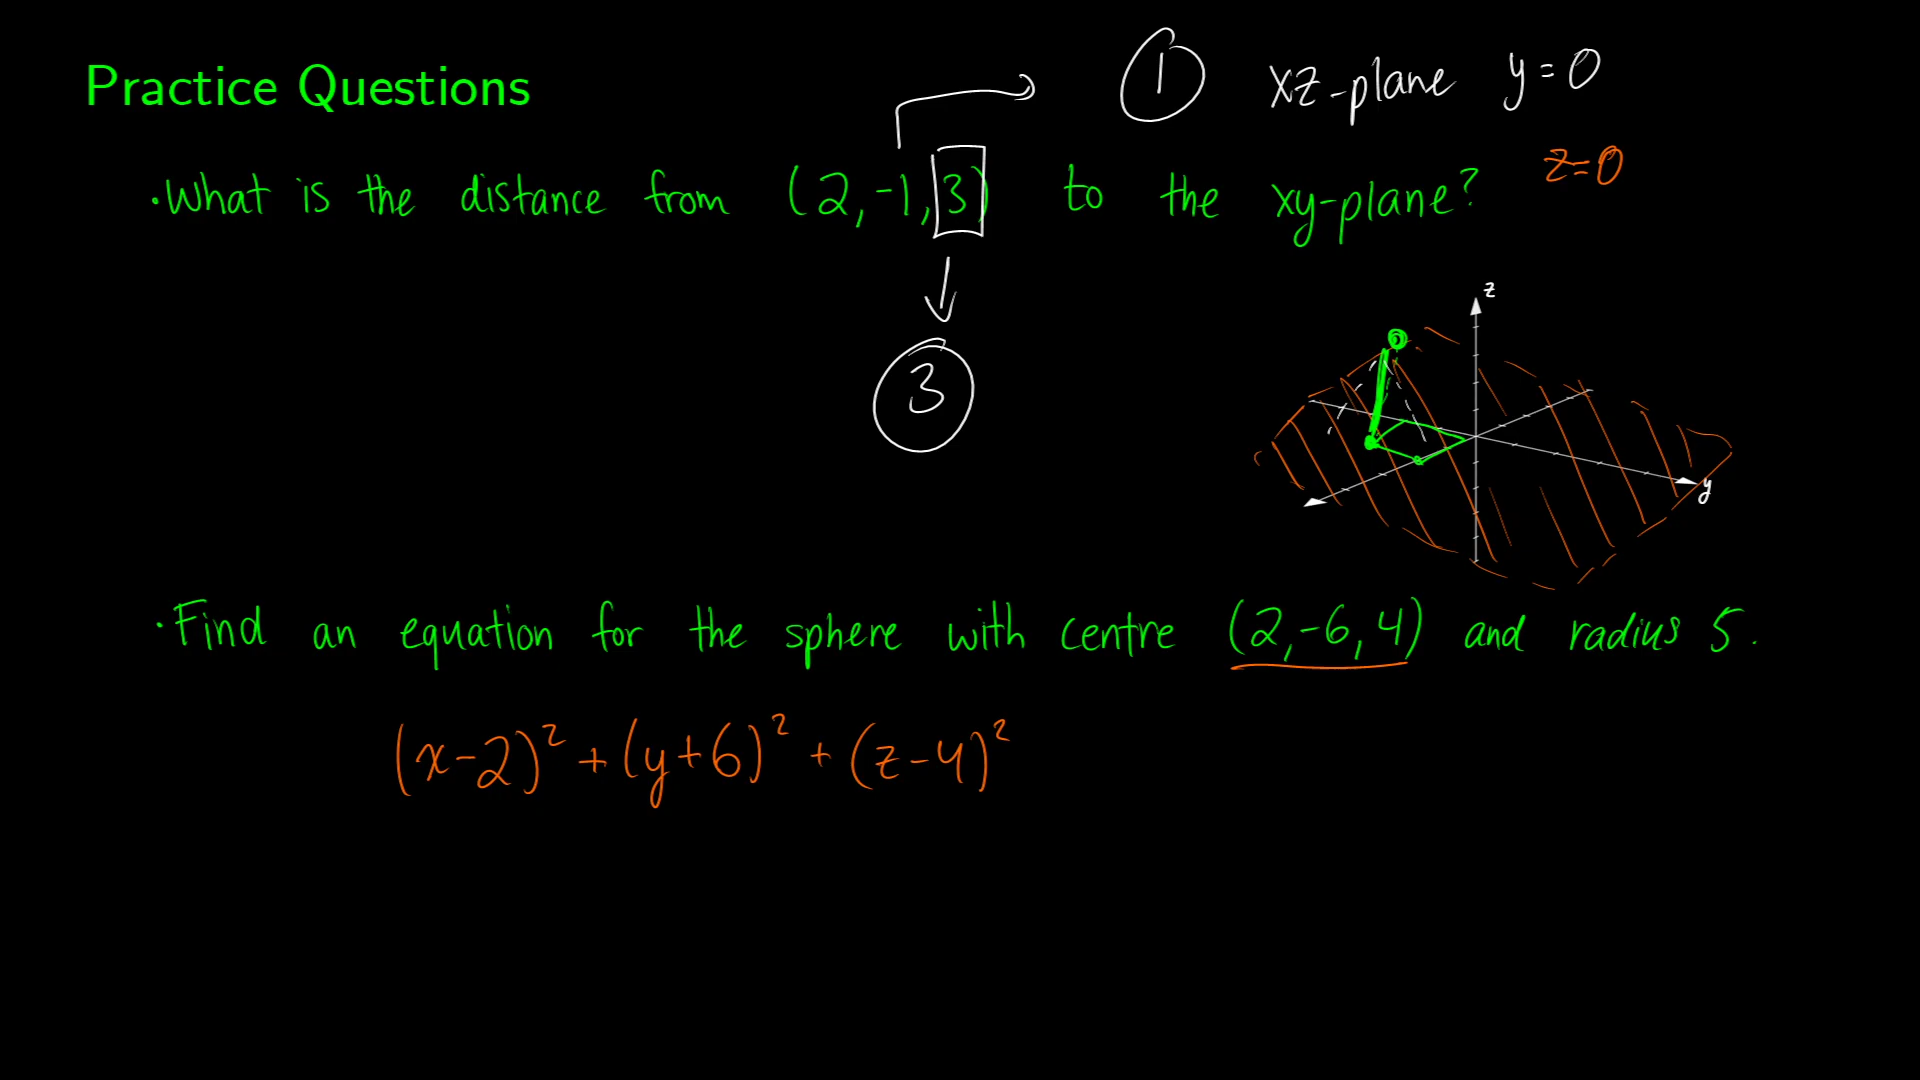 Practice Questions
① xz-plane y=0
•What is the distance from (2,-1,3) to the xy-plane? z=0
3
z
y
•Find an equation for the sphere with centre (2,-6,4) and radius 5.
(x-2)² + (y+6)² + (z-4)²